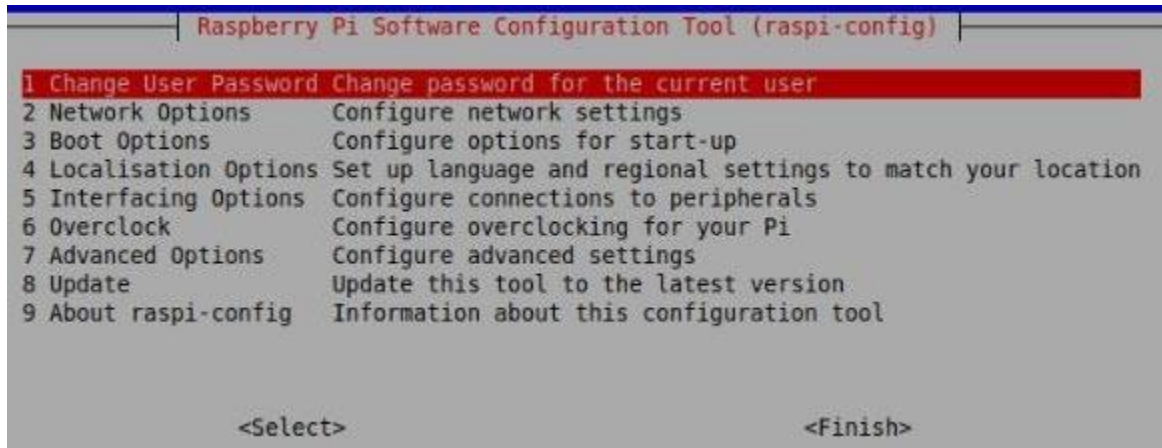 Raspberry Pi Software Configuration Tool (raspi-config)
1 Change User Password Change password for the current user
2 Network Options Configure network settings
3 Boot Options Configure options for start-up
4 Localisation Options Set up language and regional settings to match your location
5 Interfacing Options Configure connections to peripherals
6 Overclock Configure overclocking for your Pi
7 Advanced Options Configure advanced settings
8 Update Update this tool to the latest version
9 About raspi-config Information about this configuration tool
<Select> <Finish>